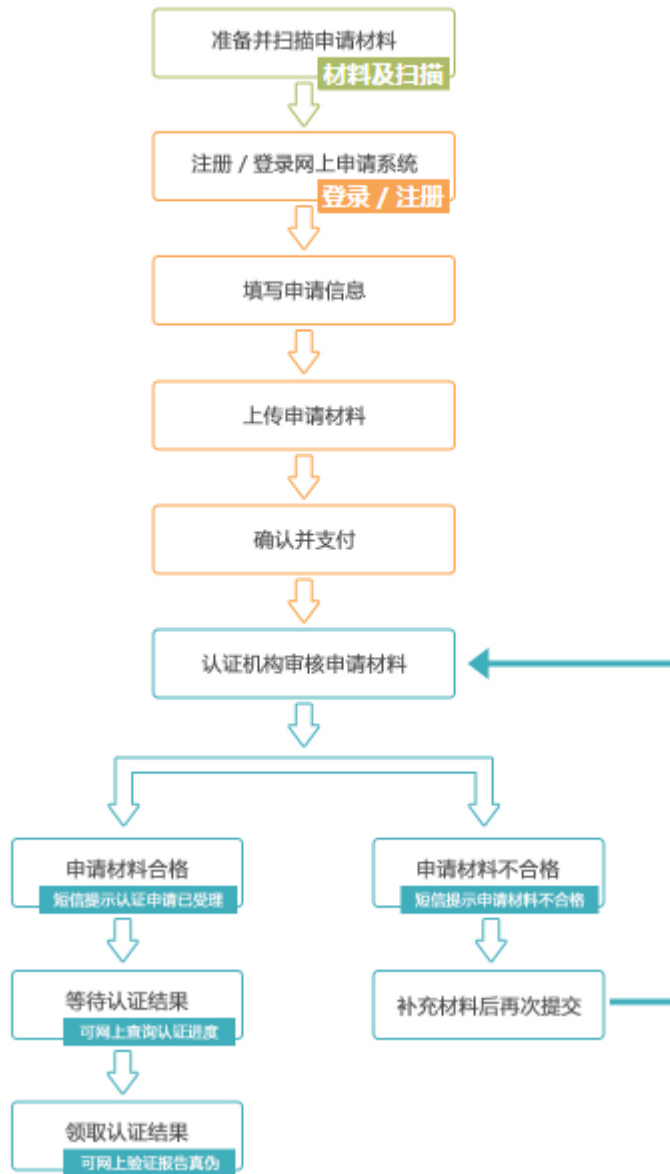 准备并扫描申请材料
材料及扫描
注册 / 登录网上申请系统
登录 / 注册
填写申请信息
上传申请材料
确认并支付
认证机构审核申请材料
申请材料合格
短信提示认证申请已受理
申请材料不合格
短信提示申请材料不合格
等待认证结果
可网上查询认证进度
补充材料后再次提交
领取认证结果
可网上验证报告真伪